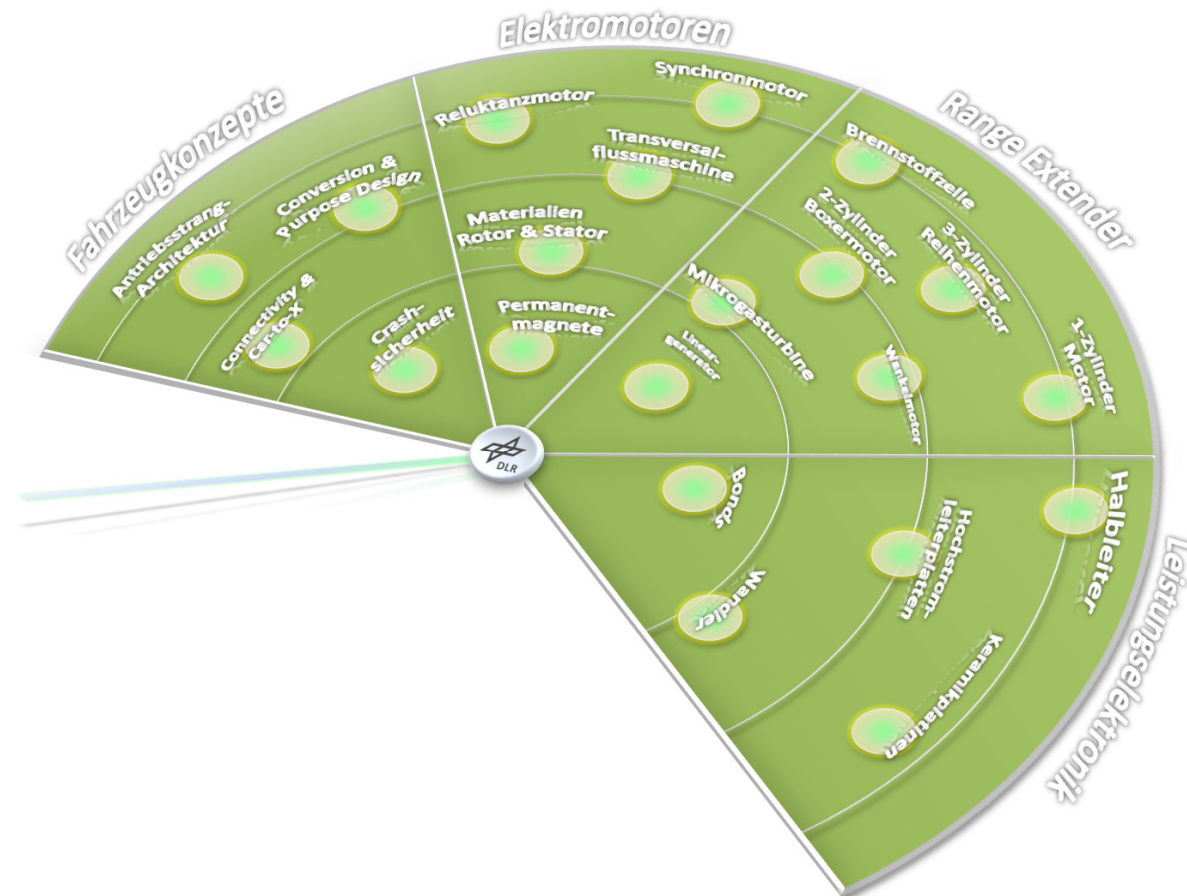 Elektromotoren
Fahrzeugkonzepte
Range Extender
Leistungselektronik
Antriebsstrang-
Architektur
Conversion &
Purpose Design
Connectivity &
Car-to-X
Crash-
sicherheit
Reluktanzmotor
Synchronmotor
Transversal-
flussmaschine
Materialien
Rotor & Stator
Permanent-
magnete
Brennstoffzelle
2-Zylinder
Boxermotor
3-Zylinder
Reihenmotor
1-Zylinder
Motor
Mikrogasturbine
Linear-
generator
Wankelmotor
Halbleiter
Hochstrom-
leiterplatten
Bonds
Wandler
Keramikplatinen
DLR